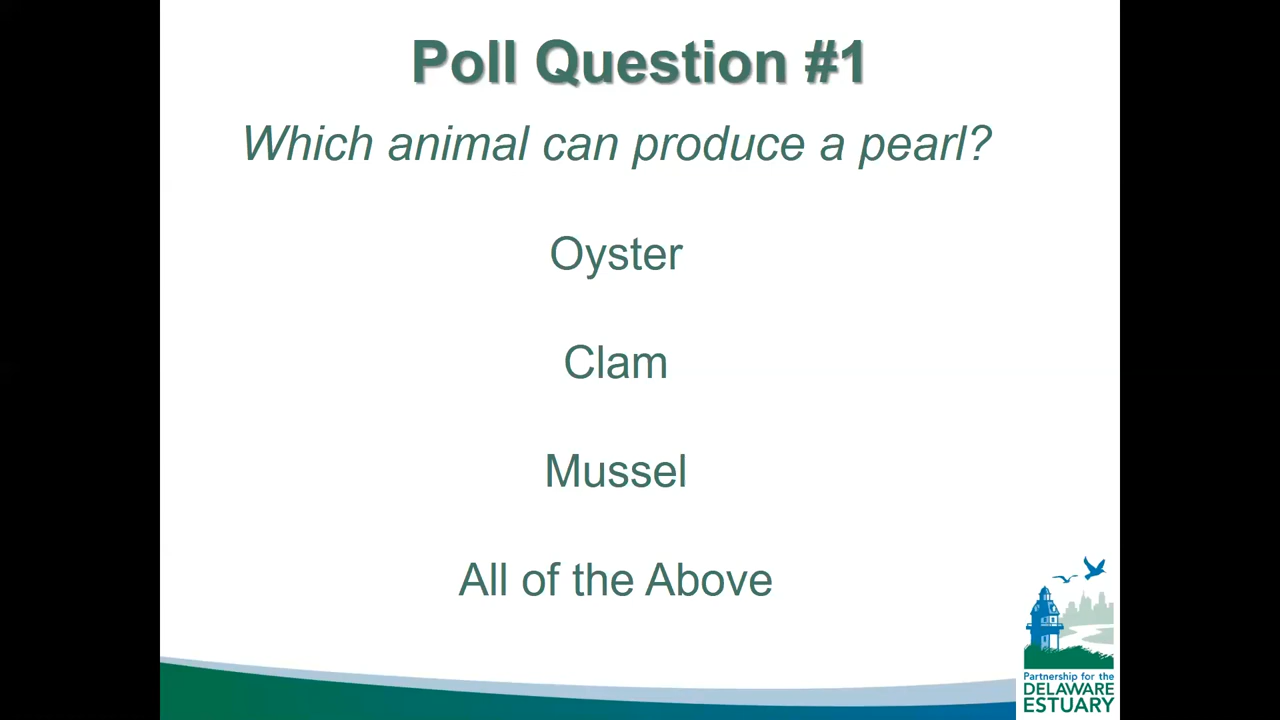 Poll Question #1
Which animal can produce a pearl?
Oyster
Clam
Mussel
All of the Above
Partnership for the
DELAWARE
ESTUARY